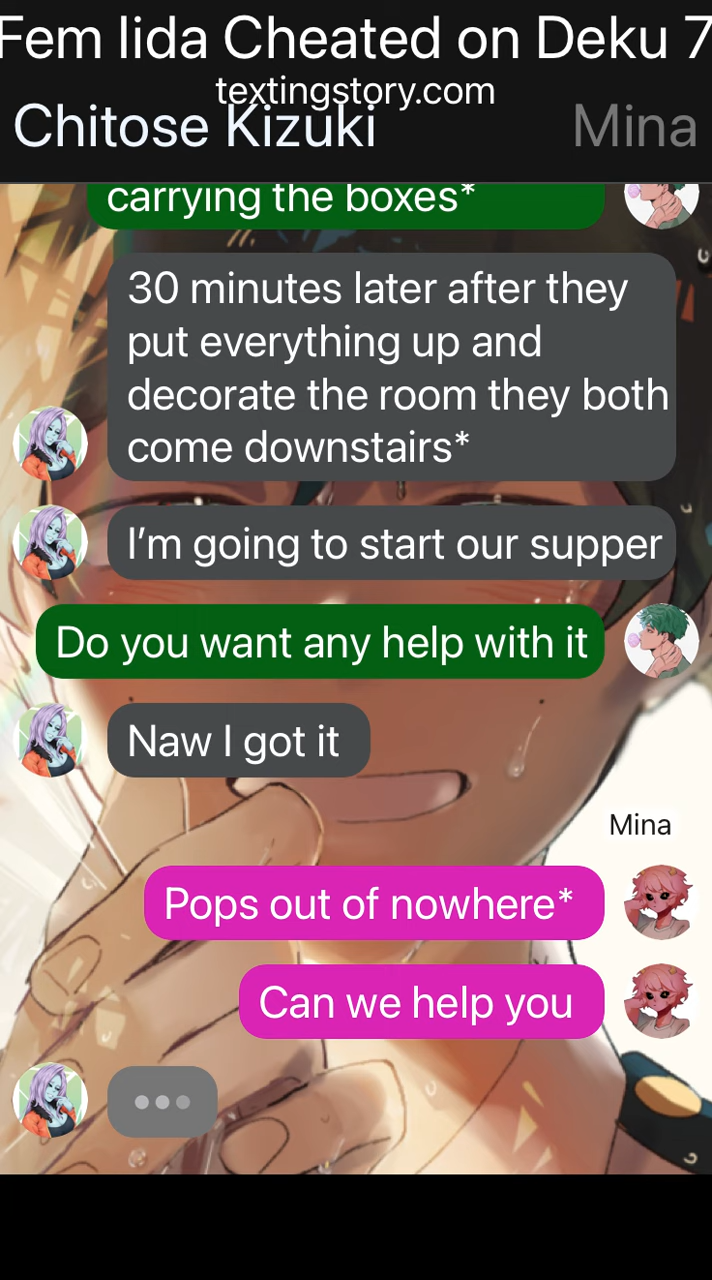 Fem Iida Cheated on Deku 7
textingstory.com
Chitose Kizuki
Mina
carrying the boxes*
30 minutes later after they
put everything up and
decorate the room they both
come downstairs*
I’m going to start our supper
Do you want any help with it
Naw I got it
Mina
Pops out of nowhere*
Can we help you